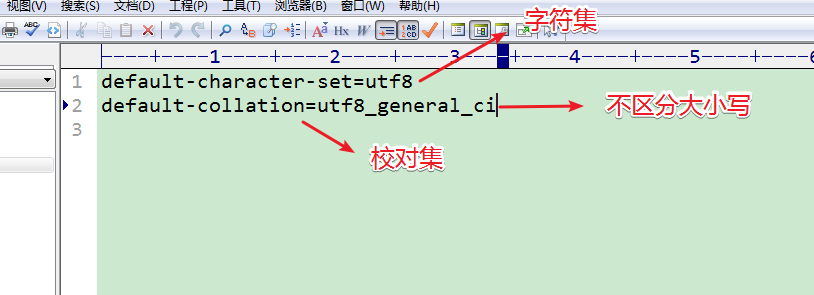 视图(V) 搜索(S) 文档(D) 工程(P) 工具(T) 浏览器(B) 窗口(W) 帮助(H)
字符集
1 2 3 4 5 6
1 default-character-set=utf8
2 default-collation=utf8_general_ci
不区分大小写
3
校对集